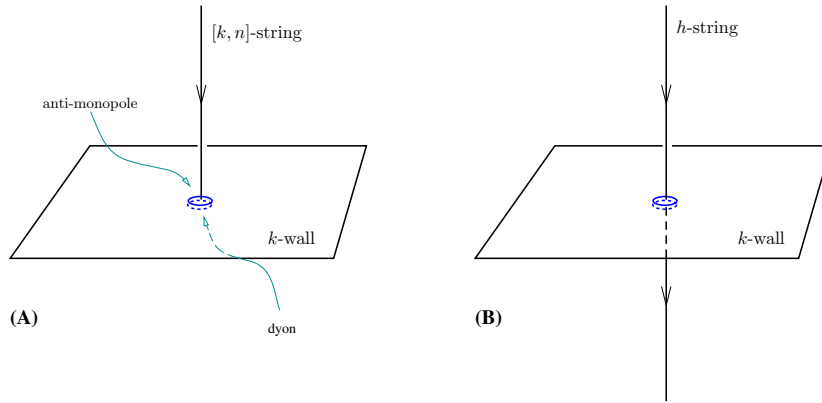 [k, n]-string
anti-monopole
k-wall
(A)
dyon
h-string
k-wall
(B)